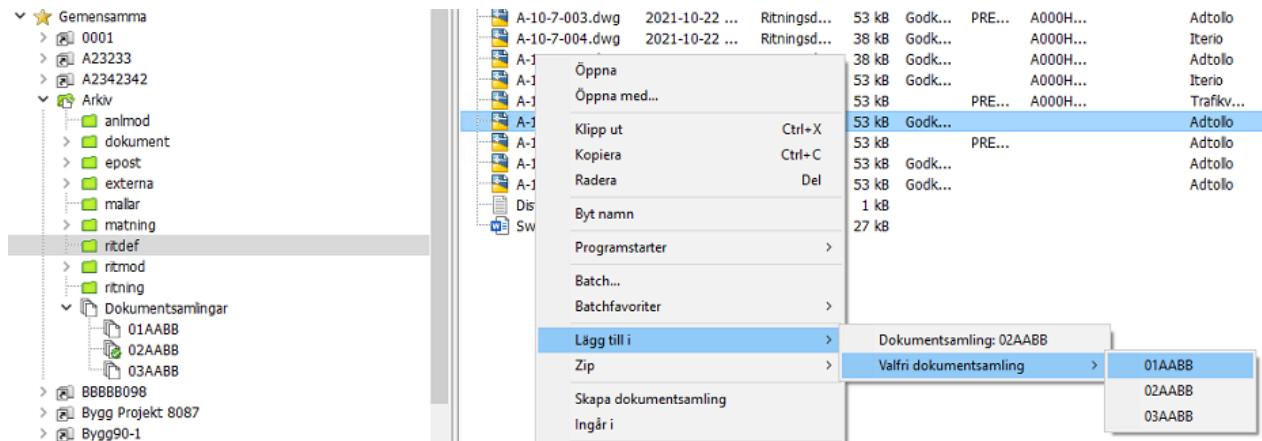 Gemensamma
0001
A23233
A2342342
Arkiv
anlmod
dokument
epost
externa
mallar
matning
ritdef
ritmod
ritning
Dokumentsamlingar
01AABB
02AABB
03AABB
BBBBB098
Bygg Projekt 8087
Bygg90-1
A-10-7-003.dwg 2021-10-22 ... Ritningsd... 53 kB Godk... PRE... A000H... Adtollo
A-10-7-004.dwg 2021-10-22 ... Ritningsd... 38 kB Godk... A000H... Iterio
A-1 38 kB Godk... A000H... Adtollo
A-1 53 kB Godk... A000H... Iterio
A-1 53 kB PRE... A000H... Trafikv...
A-1 53 kB Godk... Adtollo
A-1 53 kB PRE... Adtollo
A-1 53 kB Godk... Adtollo
A-1 53 kB Godk... Adtollo
Dis 1 kB
Sw 27 kB
Öppna
Öppna med...
Klipp ut Ctrl+X
Kopiera Ctrl+C
Radera Del
Byt namn
Programstarter
Batch...
Batchfavoriter
Lägg till i
Zip
Skapa dokumentsamling
Ingår i
Dokumentsamling: 02AABB
Valfri dokumentsamling
01AABB
02AABB
03AABB